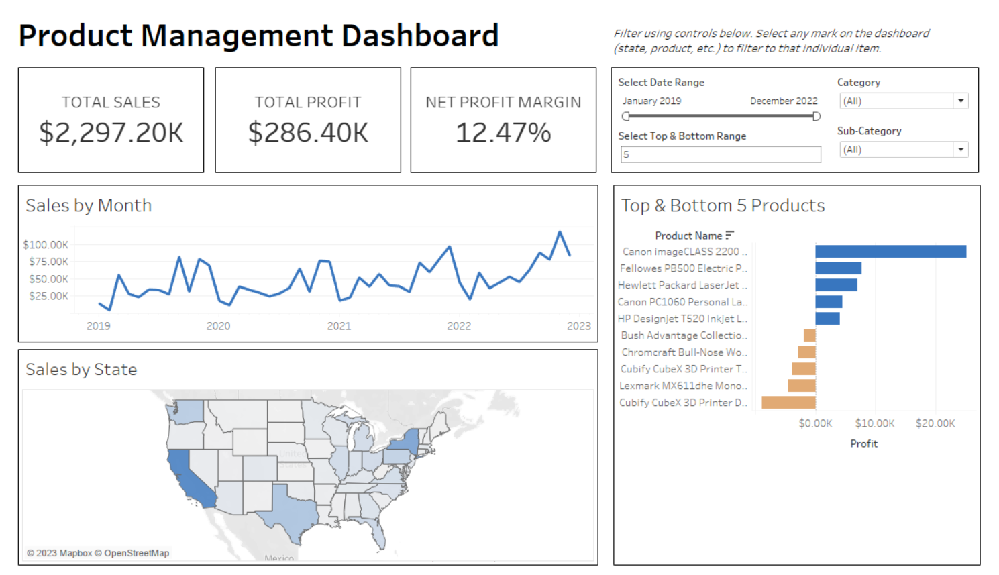 Product Management Dashboard
Filter using controls below. Select any mark on the dashboard
(state, product, etc.) to filter to that individual item.
TOTAL SALES
$2,297.20K
TOTAL PROFIT
$286.40K
NET PROFIT MARGIN
12.47%
Select Date Range
January 2019
December 2022
Select Top & Bottom Range
5
Category
(All)
Sub-Category
(All)
Sales by Month
$100.00K
$75.00K
$50.00K
$25.00K
2019
2020
2021
2022
2023
Sales by State
United
States
Mexico
© 2023 Mapbox © OpenStreetMap
Top & Bottom 5 Products
Product Name
Canon imageCLASS 2200 ..
Fellowes PB500 Electric P..
Hewlett Packard LaserJet ..
Canon PC1060 Personal La..
HP Designjet T520 Inkjet L..
Bush Advantage Collectio..
Chromcraft Bull-Nose Wo..
Cubify CubeX 3D Printer T..
Lexmark MX611dhe Mono..
Cubify CubeX 3D Printer D..
$0.00K
$10.00K
$20.00K
Profit